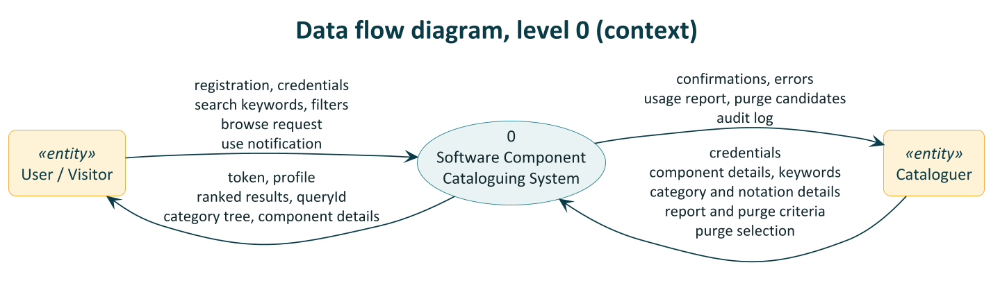 Data flow diagram, level 0 (context)
registration, credentials
search keywords, filters
browse request
use notification
confirmations, errors
usage report, purge candidates
audit log
«entity»
User / Visitor
0
Software Component
Cataloguing System
«entity»
Cataloguer
token, profile
ranked results, queryId
category tree, component details
credentials
component details, keywords
category and notation details
report and purge criteria
purge selection